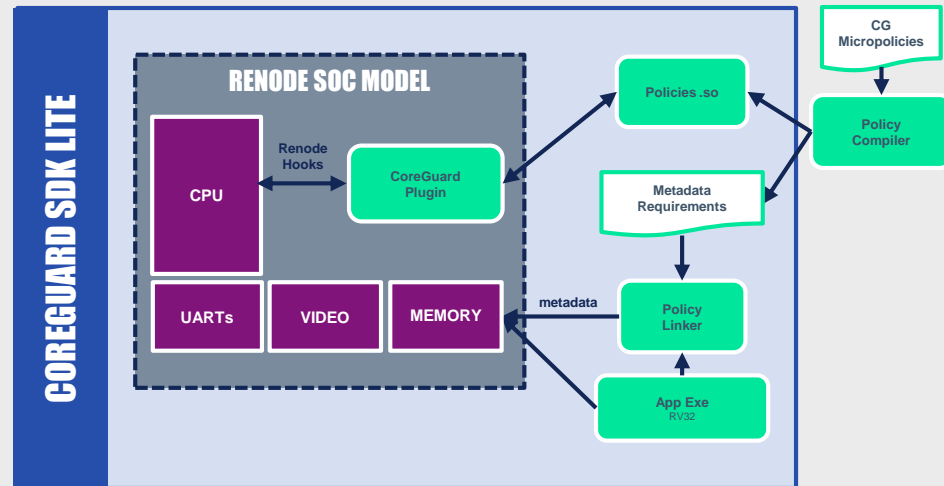 COREGUARD SDK LITE
RENODE SOC MODEL
CPU
Renode
Hooks
CoreGuard
Plugin
UARTs
VIDEO
MEMORY
Policies .so
CG
Micropolicies
Policy
Compiler
Metadata
Requirements
metadata
Policy
Linker
App Exe
RV32